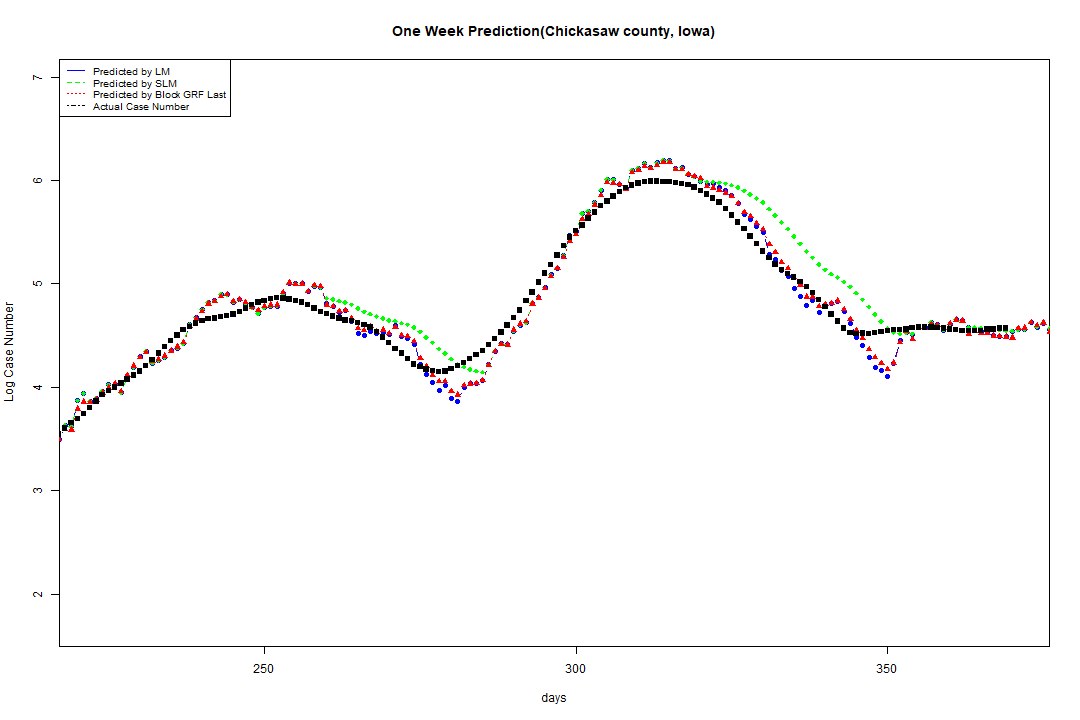 One Week Prediction(Chickasaw county, Iowa)
Predicted by LM
Predicted by SLM
Predicted by Block GRF Last
Actual Case Number
7
6
5
4
3
2
Log Case Number
250
300
350
days